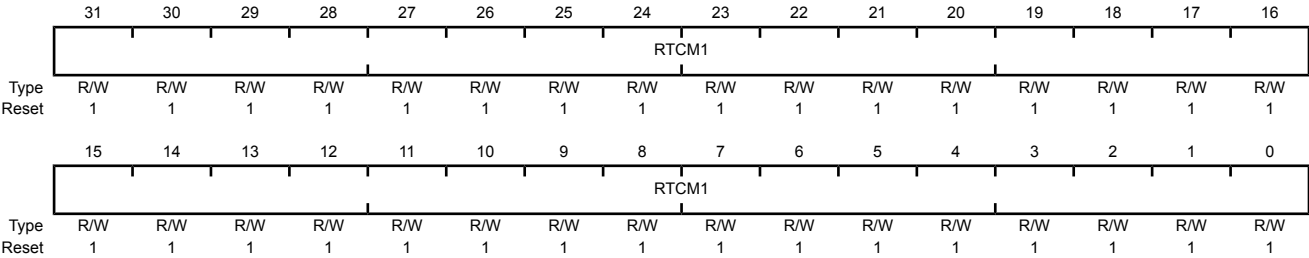 31 30 29 28 27 26 25 24 23 22 21 20 19 18 17 16
RTCM1
Type R/W R/W R/W R/W R/W R/W R/W R/W R/W R/W R/W R/W R/W R/W R/W R/W
Reset 1 1 1 1 1 1 1 1 1 1 1 1 1 1 1 1
15 14 13 12 11 10 9 8 7 6 5 4 3 2 1 0
RTCM1
Type R/W R/W R/W R/W R/W R/W R/W R/W R/W R/W R/W R/W R/W R/W R/W R/W
Reset 1 1 1 1 1 1 1 1 1 1 1 1 1 1 1 1